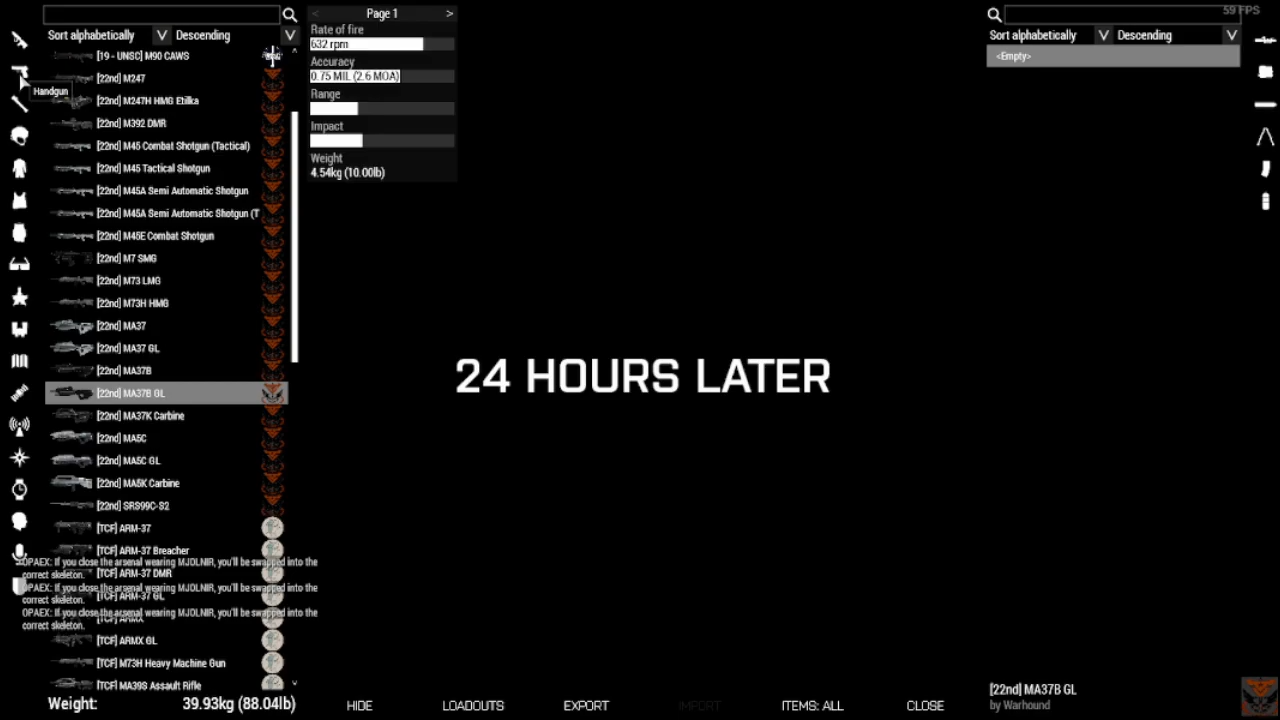 59 FPS
< Page 1 >
Sort alphabetically V Descending V
Sort alphabetically V Descending V
Rate of fire
632 rpm
Accuracy
0.75 MIL (2.6 MOA)
Range
Impact
Weight
4.54kg (10.00lb)
<Empty>
Handgun
[19 - UNSC] M90 CAWS
[22nd] M247
[22nd] M247H HMG Etilka
[22nd] M392 DMR
[22nd] M45 Combat Shotgun (Tactical)
[22nd] M45 Tactical Shotgun
[22nd] M45A Semi Automatic Shotgun
[22nd] M45A Semi Automatic Shotgun (T
[22nd] M45E Combat Shotgun
[22nd] M7 SMG
[22nd] M73 LMG
[22nd] M73H HMG
[22nd] MA37
[22nd] MA37 GL
[22nd] MA37B
[22nd] MA37B GL
[22nd] MA37K Carbine
[22nd] MA5C
[22nd] MA5C GL
[22nd] MA5K Carbine
[22nd] SRS99C-S2
[TCF] ARM-37
[TCF] ARM-37 Breacher
[TCF] ARM-37 DMR
[TCF] ARM-37 GL
[TCF] ARMX
[TCF] ARMX GL
[TCF] M73H Heavy Machine Gun
[TCF] MA39S Assault Rifle
OPAEX: If you close the arsenal wearing MJOLNIR, you'll be swapped into the
correct skeleton.
OPAEX: If you close the arsenal wearing MJOLNIR, you'll be swapped into the
correct skeleton.
OPAEX: If you close the arsenal wearing MJOLNIR, you'll be swapped into the
correct skeleton.
24 HOURS LATER
[22nd] MA37B GL
by Warhound
Weight: 39.93kg (88.04lb)
HIDE LOADOUTS EXPORT IMPORT ITEMS: ALL CLOSE